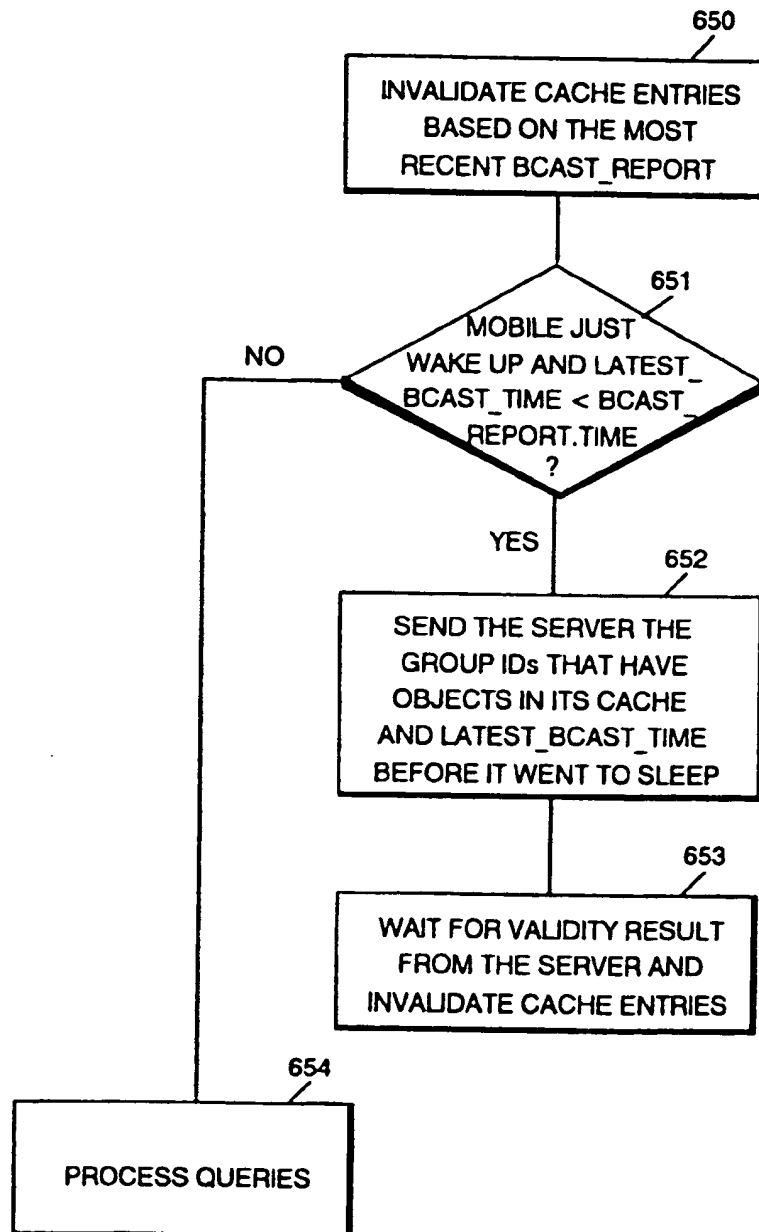 650
INVALIDATE CACHE ENTRIES
BASED ON THE MOST
RECENT BCAST_REPORT
651
MOBILE JUST
WAKE UP AND LATEST_
BCAST_TIME < BCAST_
REPORT.TIME
?
NO
YES
652
SEND THE SERVER THE
GROUP IDs THAT HAVE
OBJECTS IN ITS CACHE
AND LATEST_BCAST_TIME
BEFORE IT WENT TO SLEEP
653
WAIT FOR VALIDITY RESULT
FROM THE SERVER AND
INVALIDATE CACHE ENTRIES
654
PROCESS QUERIES